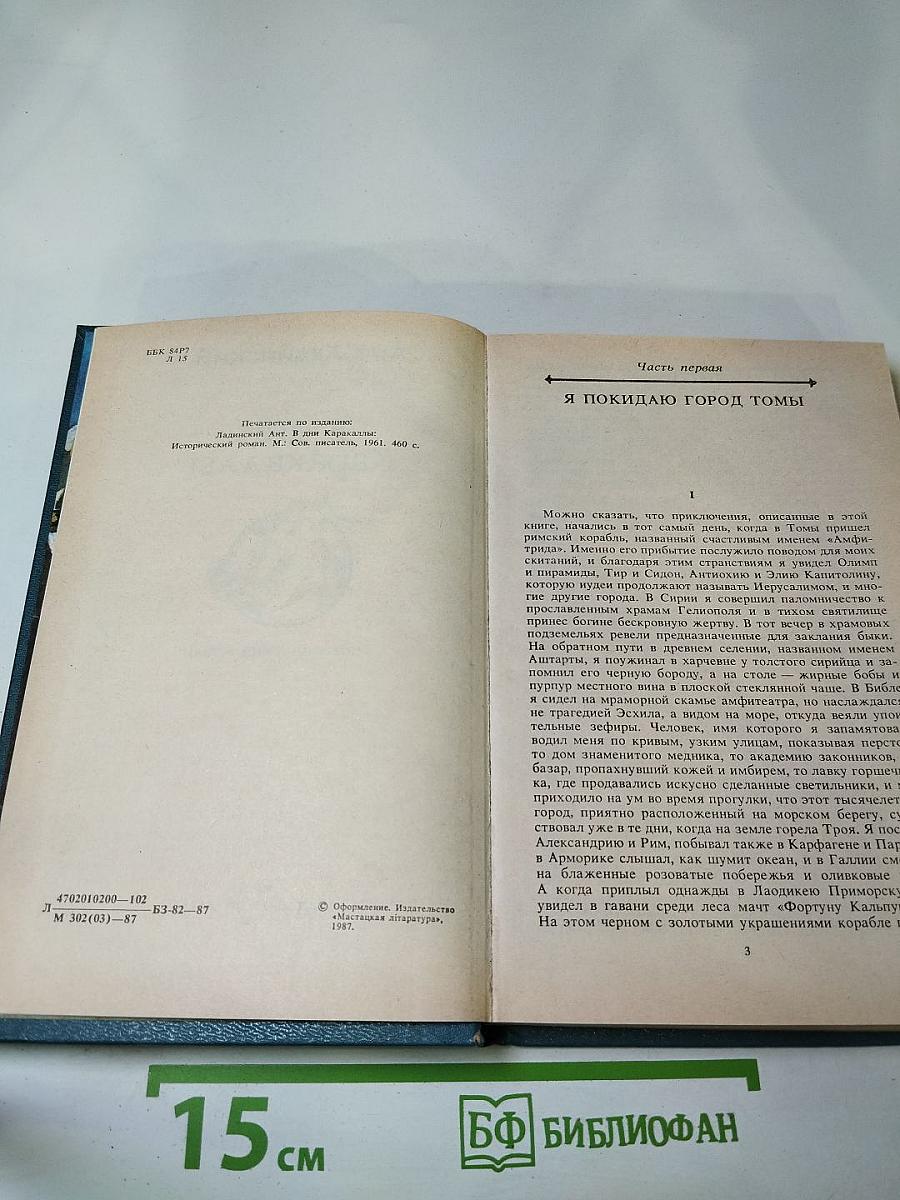 ББК 84Р7
Л 15
Печатается по изданию:
Ладинский Ант. В дни Каракаллы:
Исторический роман. М.: Сов. писатель, 1961. 460 с.
4702010200—102
Л БЗ-82—87
М 302(03)—87
© Оформление. Издательство
«Мастацкая літаратура»,
1987.
Часть первая
Я ПОКИДАЮ ГОРОД ТОМЫ
1
Можно сказать, что приключения, описанные в этой
книге, начались в тот самый день, когда в Томы пришел
римский корабль, названный счастливым именем «Амфи-
трида». Именно его прибытие послужило поводом для моих
скитаний, и благодаря этим странствиям я увидел Олимп
и пирамиды, Тир и Сидон, Антиохию и Элию Капитолину,
которую иудеи продолжают называть Иерусалимом, и мно-
гие другие города. В Сирии я совершил паломничество к
прославленным храмам Гелиополя и в тихом святилище
принес богине бескровную жертву. В тот вечер в храмовых
подземельях ревели предназначенные для заклания быки.
На обратном пути в древнем селении, названном именем
Аштарты, я поужинал в харчевне у толстого сирийца и за-
помнил его черную бороду, а на столе — жирные бобы и
пурпур местного вина в плоской стеклянной чаше. В Библе
я сидел на мраморной скамье амфитеатра, но наслаждался
не трагедией Эсхила, а видом на море, откуда веяли упои
тельные зефиры. Человек, имя которого я запамятова
водил меня по кривым, узким улицам, показывая персто
то дом знаменитого медника, то академию законников,
базар, пропахнувший кожей и имбирем, то лавку горшеч
ка, где продавались искусно сделанные светильники, и
приходило на ум во время прогулки, что этот тысячелет
город, приятно расположенный на морском берегу, су
ствовал уже в те дни, когда на земле горела Троя. Я пос
Александрию и Рим, побывал также в Карфагене и Пар
в Арморике слышал, как шумит океан, и в Галлии смо
на блаженные розоватые побережья и оливковые
А когда приплыл однажды в Лаодикею Приморску
увидел в гавани среди леса мачт «Фортуну Кальпу
На этом черном с золотыми украшениями корабле
3
15 см
БФ БИБЛИОФАН